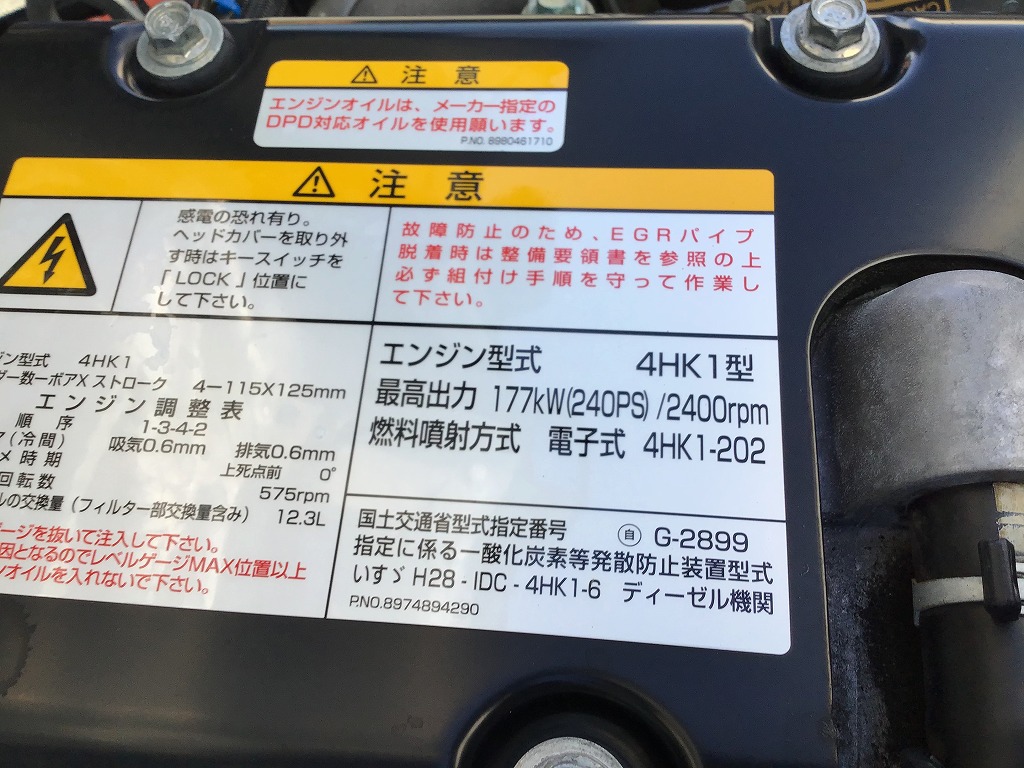 注意
エンジンオイルは、メーカー指定の
DPD対応オイルを使用願います。
P.NO. 8980461710
注意
感電の恐れ有り。
ヘッドカバーを取り外
す時はキースイッチを
「LOCK」位置に
して下さい。
故障防止のため、EGRパイプ
脱着時は整備要領書を参照の上
必ず組付け手順を守って作業し
て下さい。
ン型式 4HK1
ダー数ーボアXストローク 4ー115X125mm
エンジン調整表
順序 1-3-4-2
(冷間) 吸気0.6mm 排気0.6mm
メ時期 上死点前 0°
回転数 575rpm
ルの交換量(フィルター部交換量含み) 12.3L
ージを抜いて注入して下さい。
因となるのでレベルゲージMAX位置以上
オイルを入れないで下さい。
エンジン型式 4HK1型
最高出力 177kW(240PS)/2400rpm
燃料噴射方式 電子式 4HK1-202
国土交通省型式指定番号 自 G-2899
指定に係る一酸化炭素等発散防止装置型式
いすゞH28-IDC-4HK1-6 ディーゼル機関
P.NO.8974894290